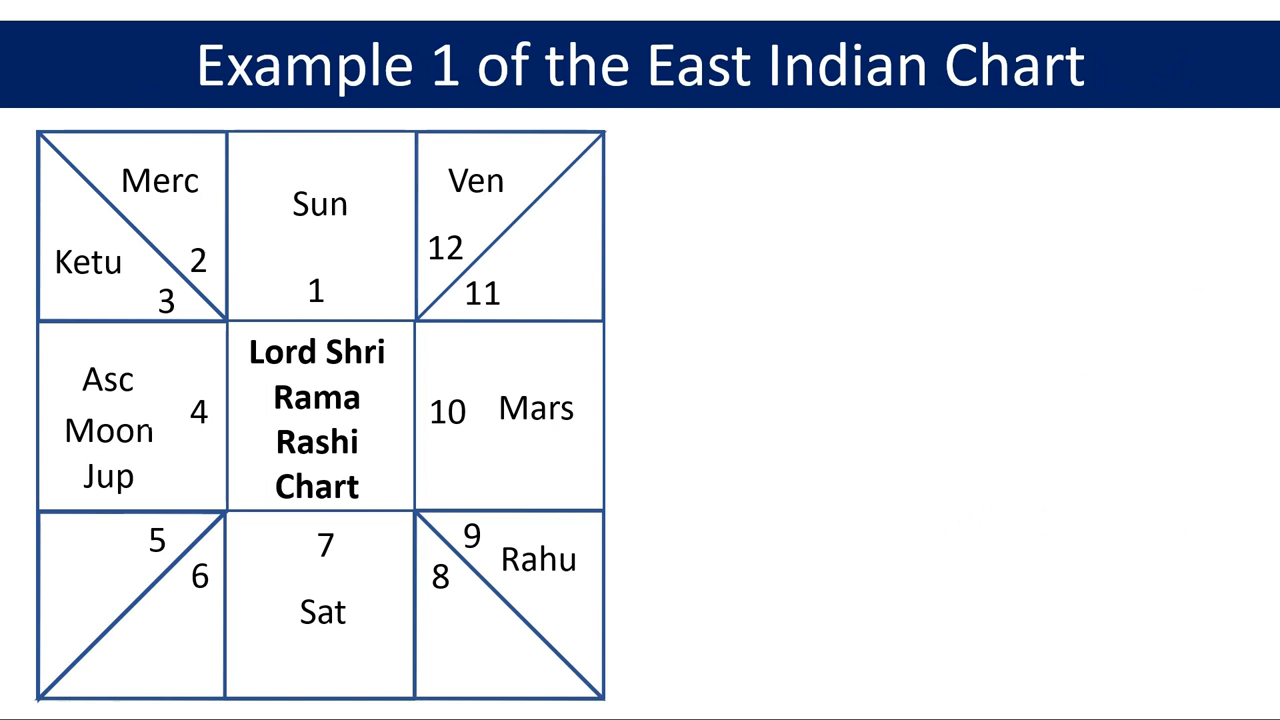 Example 1 of the East Indian Chart
Merc
Sun
Ven
Ketu
2
12
3
1
11
Lord Shri
Rama
Rashi
Chart
Asc
Moon
Jup
4
10
Mars
5
6
7
Sat
9
8
Rahu